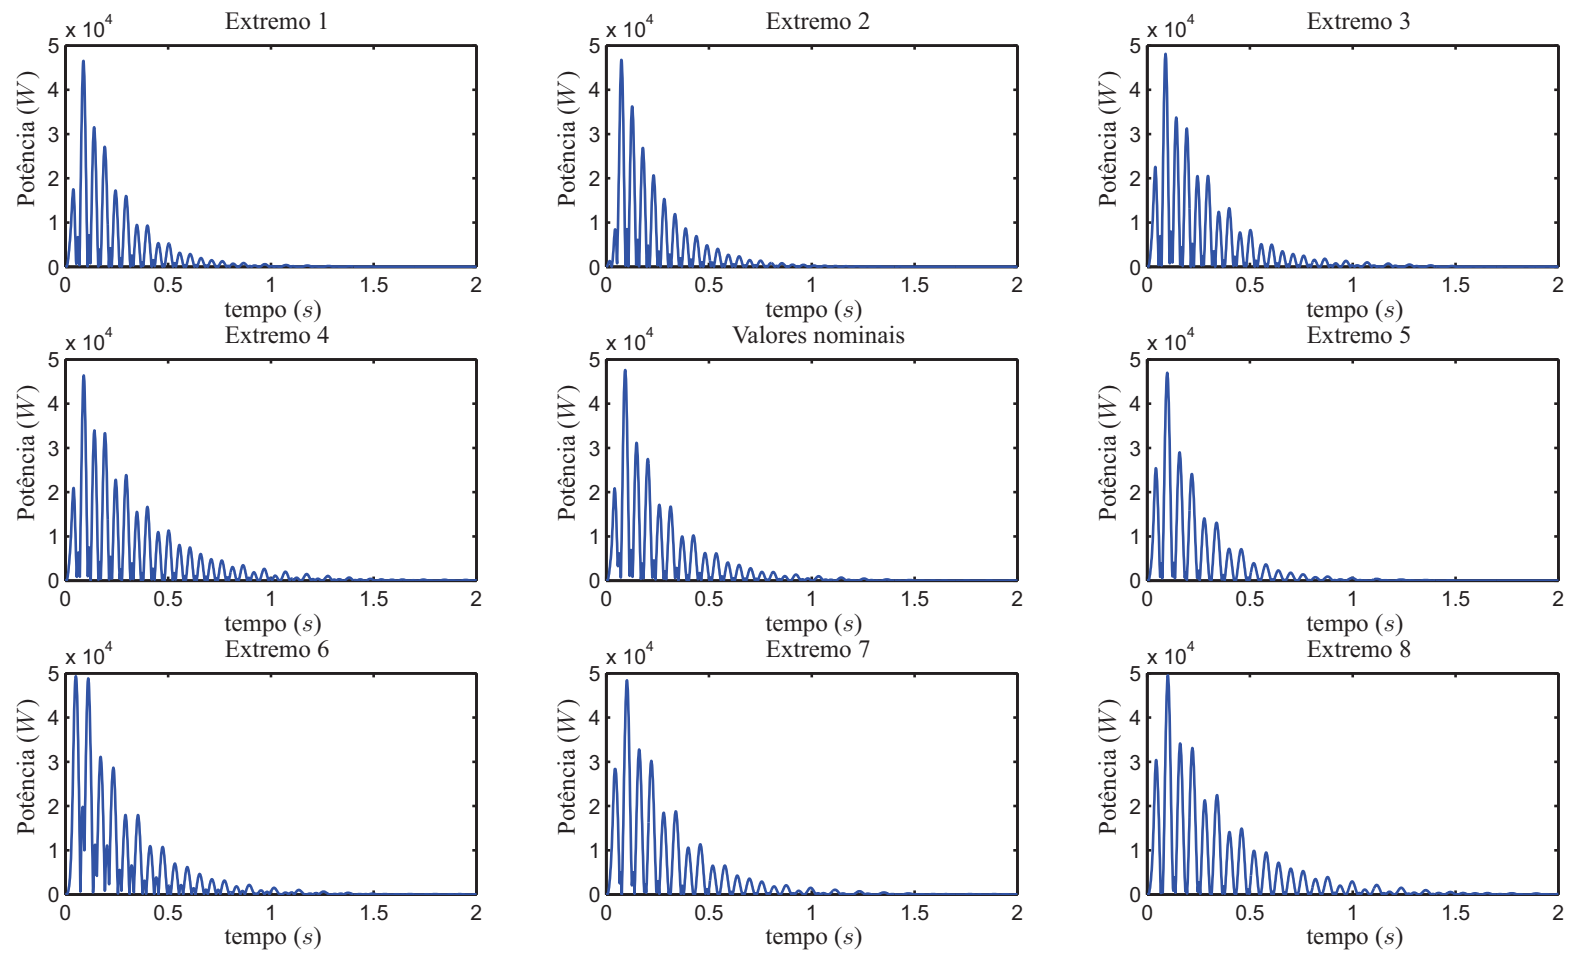 Extremo 1
x 10^4
Potência (W)
5
4
3
2
1
0
0 0.5 1 1.5 2
tempo (s)
Extremo 2
x 10^4
Potência (W)
5
4
3
2
1
0
0 0.5 1 1.5 2
tempo (s)
Extremo 3
x 10^4
Potência (W)
5
4
3
2
1
0
0 0.5 1 1.5 2
tempo (s)
Extremo 4
x 10^4
Potência (W)
5
4
3
2
1
0
0 0.5 1 1.5 2
tempo (s)
Valores nominais
x 10^4
Potência (W)
5
4
3
2
1
0
0 0.5 1 1.5 2
tempo (s)
Extremo 5
x 10^4
Potência (W)
5
4
3
2
1
0
0 0.5 1 1.5 2
tempo (s)
Extremo 6
x 10^4
Potência (W)
5
4
3
2
1
0
0 0.5 1 1.5 2
tempo (s)
Extremo 7
x 10^4
Potência (W)
5
4
3
2
1
0
0 0.5 1 1.5 2
tempo (s)
Extremo 8
x 10^4
Potência (W)
5
4
3
2
1
0
0 0.5 1 1.5 2
tempo (s)